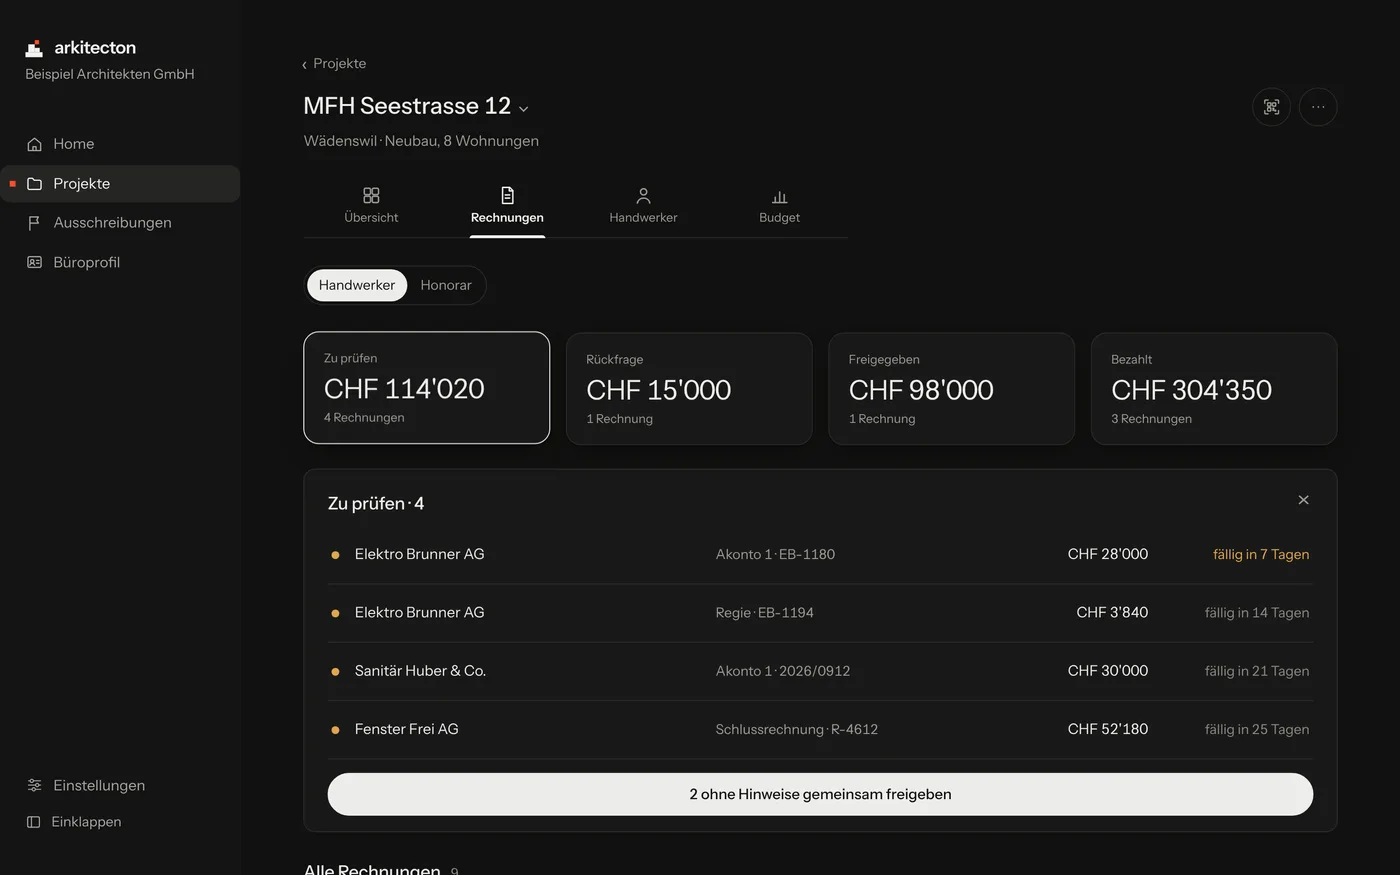 arkitecton
Beispiel Architekten GmbH
Home
Projekte
Ausschreibungen
Büroprofil
Einstellungen
Einklappen
‹ Projekte
MFH Seestrasse 12
Wädenswil · Neubau, 8 Wohnungen
Übersicht
Rechnungen
Handwerker
Budget
Handwerker
Honorar
Zu prüfen
CHF 114'020
4 Rechnungen
Rückfrage
CHF 15'000
1 Rechnung
Freigegeben
CHF 98'000
1 Rechnung
Bezahlt
CHF 304'350
3 Rechnungen
Zu prüfen · 4
Elektro Brunner AG Akonto 1 · EB-1180 CHF 28'000 fällig in 7 Tagen
Elektro Brunner AG Regie · EB-1194 CHF 3'840 fällig in 14 Tagen
Sanitär Huber & Co. Akonto 1 · 2026/0912 CHF 30'000 fällig in 21 Tagen
Fenster Frei AG Schlussrechnung · R-4612 CHF 52'180 fällig in 25 Tagen
2 ohne Hinweise gemeinsam freigeben
Alle Rechnungen 9